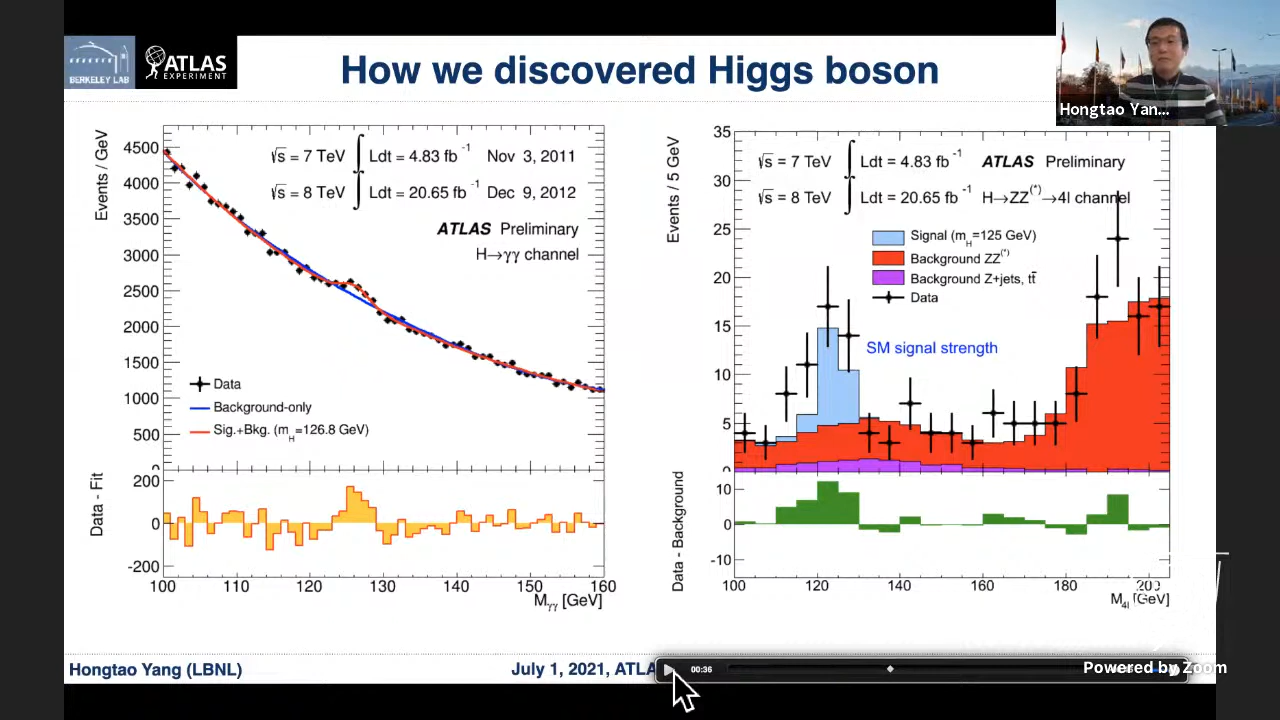 BERKELEY LAB
ATLAS
EXPERIMENT
How we discovered Higgs boson
Hongtao Yan...
Events / GeV
4500
4000
3500
3000
2500
2000
1500
1000
500
0
√s = 7 TeV ∫ Ldt = 4.83 fb⁻¹ Nov 3, 2011
√s = 8 TeV ∫ Ldt = 20.65 fb⁻¹ Dec 9, 2012
ATLAS Preliminary
H→γγ channel
Data
Background-only
Sig.+Bkg. (m_H=126.8 GeV)
Data - Fit
200
0
-200
100 110 120 130 140 150 160
M_γγ [GeV]
Events / 5 GeV
35
30
25
20
15
10
5
0
√s = 7 TeV ∫ Ldt = 4.83 fb⁻¹ ATLAS Preliminary
√s = 8 TeV ∫ Ldt = 20.65 fb⁻¹ H→ZZ(*)→4l channel
Signal (m_H=125 GeV)
Background ZZ(*)
Background Z+jets, tt̄
Data
SM signal strength
Data - Background
10
0
-10
100 120 140 160 180 200
M_4l [GeV]
Hongtao Yang (LBNL)
July 1, 2021, ATLA
00:36
Powered by Zoom